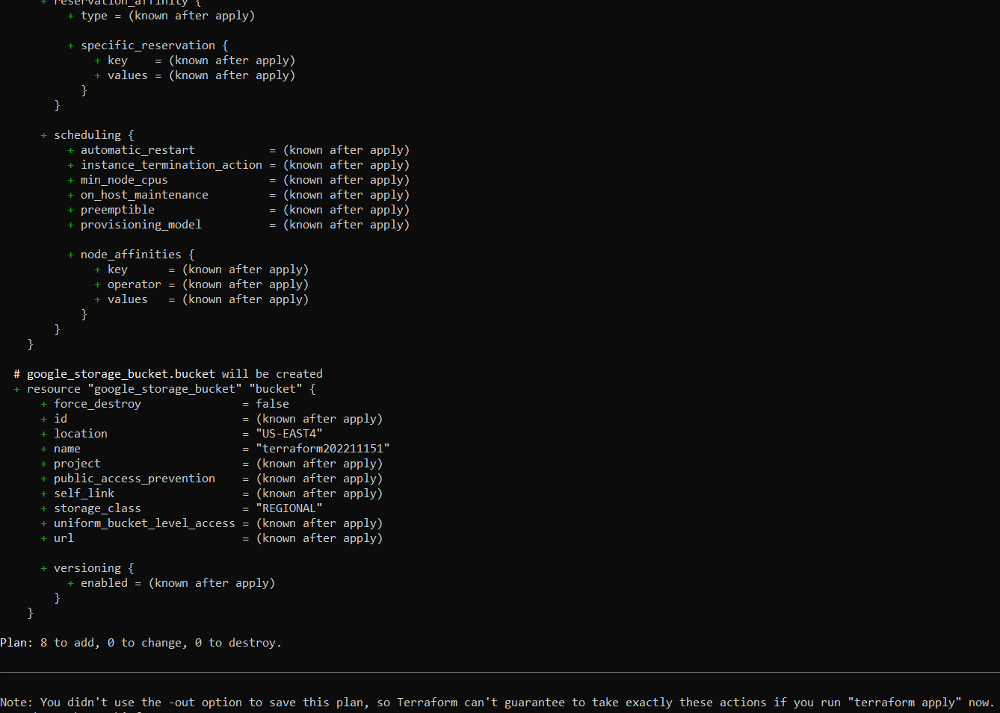 + reservation_affinity {
+ type = (known after apply)
+ specific_reservation {
+ key    = (known after apply)
+ values = (known after apply)
}
}
+ scheduling {
+ automatic_restart           = (known after apply)
+ instance_termination_action = (known after apply)
+ min_node_cpus               = (known after apply)
+ on_host_maintenance         = (known after apply)
+ preemptible                 = (known after apply)
+ provisioning_model          = (known after apply)
+ node_affinities {
+ key      = (known after apply)
+ operator = (known after apply)
+ values   = (known after apply)
}
}
}
# google_storage_bucket.bucket will be created
+ resource "google_storage_bucket" "bucket" {
+ force_destroy               = false
+ id                          = (known after apply)
+ location                    = "US-EAST4"
+ name                        = "terraform202211151"
+ project                     = (known after apply)
+ public_access_prevention    = (known after apply)
+ self_link                   = (known after apply)
+ storage_class               = "REGIONAL"
+ uniform_bucket_level_access = (known after apply)
+ url                         = (known after apply)
+ versioning {
+ enabled = (known after apply)
}
}
Plan: 8 to add, 0 to change, 0 to destroy.
Note: You didn't use the -out option to save this plan, so Terraform can't guarantee to take exactly these actions if you run "terraform apply" now.